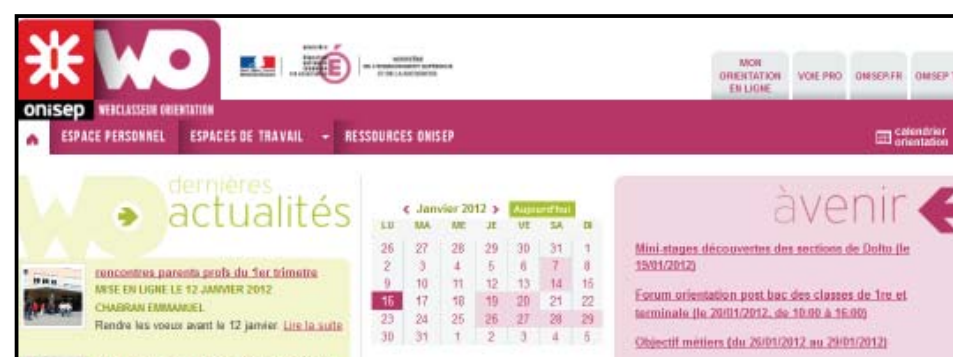 onisep
WO
WEBCLASSEUR ORIENTATION
MON
ORIENTATION
EN LIGNE
VOIE PRO
ONISEP.FR
ONISEP
ESPACE PERSONNEL ESPACES DE TRAVAIL RESSOURCES ONISEP
calendrier
orientation
WO
dernières
actualités
rencontres parents profs du 1er trimetre
MISE EN LIGNE LE 12 JANVIER 2012
CHABRAN EMMANUEL
Rendre les voeux avant le 12 janvier. Lire la suite
Janvier 2012 Aujourd'hui
LU MA ME JE VE SA DI
26 27 28 29 30 31 1
2 3 4 5 6 7 8
9 10 11 12 13 14 15
16 17 18 19 20 21 22
23 24 25 26 27 28 29
30 31 1 2 3 4 5
àvenir
Mini-stages découvertes des sections de Dolto (le
19/01/2012)
Forum orientation post bac des classes de 1re et
terminale (le 20/01/2012, de 10:00 à 16:00)
Objectif métiers (du 26/01/2012 au 29/01/2012)